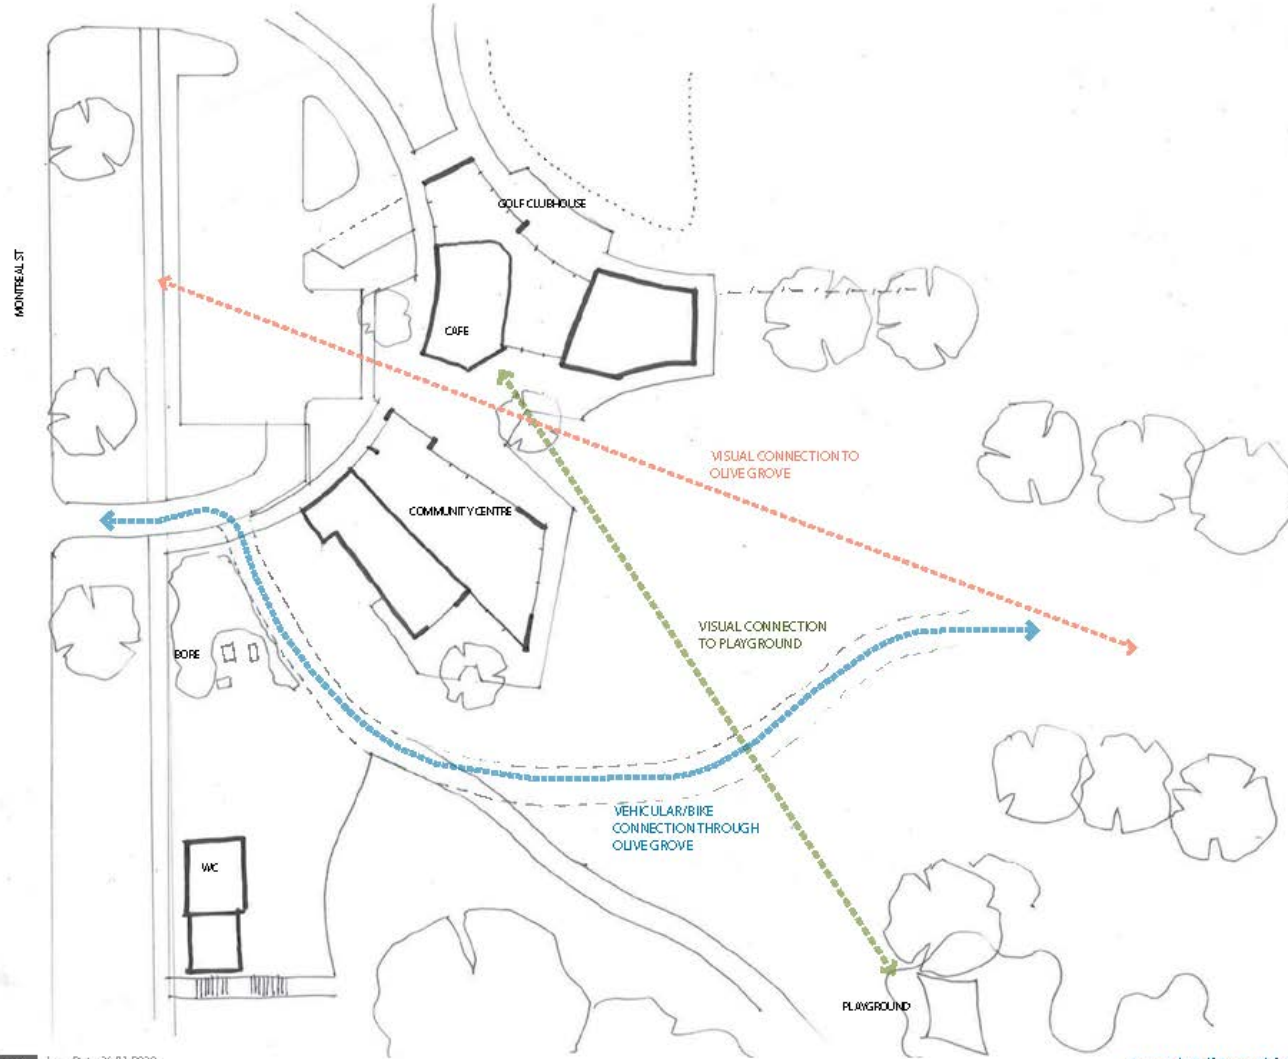 GOLF CLUBHOUSE
MONTREAL ST
CAFE
VISUAL CONNECTION TO
OLIVE GROVE
COMMUNITY CENTRE
VISUAL CONNECTION
TO PLAYGROUND
BORE
VEHICULAR/BIKE
CONNECTION THROUGH
OLIVE GROVE
WC
PLAYGROUND